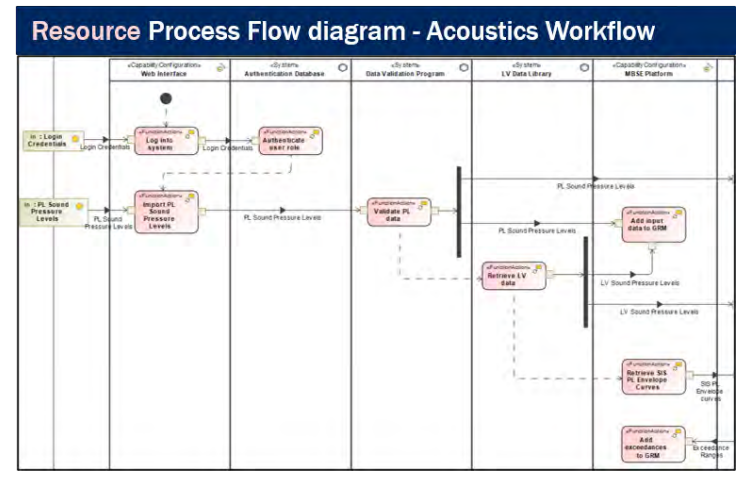 Resource Process Flow diagram - Acoustics Workflow
«Capability Configuration»
Web Interface
«System»
Authentication Database
«System»
Data Validation Program
«System»
LV Data Library
«Capability Configuration»
MBSE Platform
in : Login
Credentials
Login Credentials
«FunctionAction»
Log into
system
Login Credentials
«FunctionAction»
Authenticate
user role
in : PL Sound
Pressure
Levels
PL Sound
Pressure Levels
«FunctionAction»
Import PL
Sound
Pressure
Levels
PL Sound Pressure Levels
«FunctionAction»
Validate PL
data
PL Sound Pressure Levels
PL Sound Pressure Levels
«FunctionAction»
Add input
data to GRM
«FunctionAction»
Retrieve LV
data
LV Sound Pressure Levels
LV Sound Pressure Levels
«FunctionAction»
Retrieve SIS
PL Envelope
Curves
SIS PL
Envelope
curves
«FunctionAction»
Add
exceedances
to GRM
Exceedance
Ranges